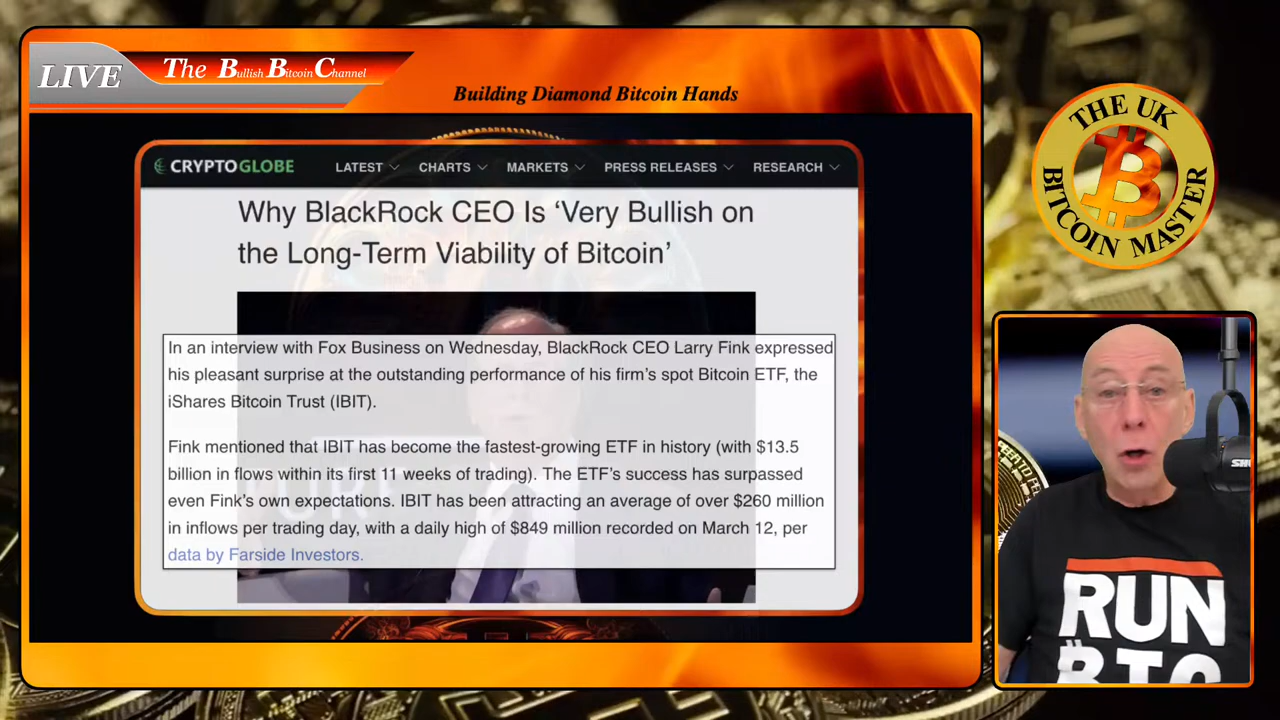 LIVE
The Bullish Bitcoin Channel
Building Diamond Bitcoin Hands
THE UK
BITCOIN MASTER
CRYPTOGLOBE
LATEST
CHARTS
MARKETS
PRESS RELEASES
RESEARCH
Why BlackRock CEO Is ‘Very Bullish on
the Long-Term Viability of Bitcoin’
In an interview with Fox Business on Wednesday, BlackRock CEO Larry Fink expressed
his pleasant surprise at the outstanding performance of his firm’s spot Bitcoin ETF, the
iShares Bitcoin Trust (IBIT).
Fink mentioned that IBIT has become the fastest-growing ETF in history (with $13.5
billion in flows within its first 11 weeks of trading). The ETF’s success has surpassed
even Fink’s own expectations. IBIT has been attracting an average of over $260 million
in inflows per trading day, with a daily high of $849 million recorded on March 12, per
data by Farside Investors.
RUN
BTC